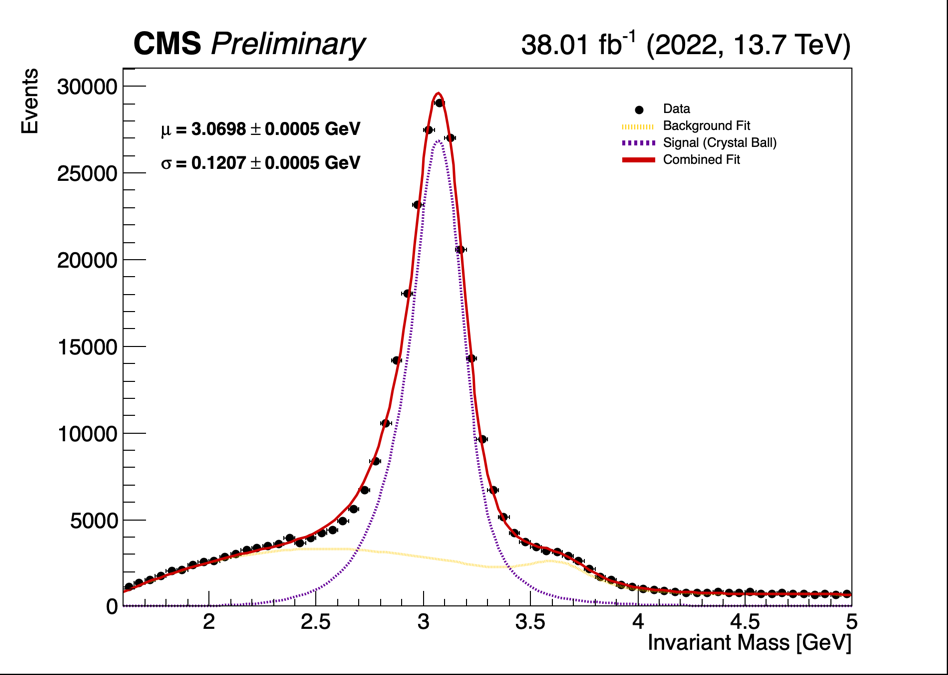 CMS Preliminary 38.01 fb⁻¹ (2022, 13.7 TeV)
Events
30000
25000
20000
15000
10000
5000
0
μ = 3.0698 ± 0.0005 GeV
σ = 0.1207 ± 0.0005 GeV
Data
Background Fit
Signal (Crystal Ball)
Combined Fit
2 2.5 3 3.5 4 4.5 5
Invariant Mass [GeV]